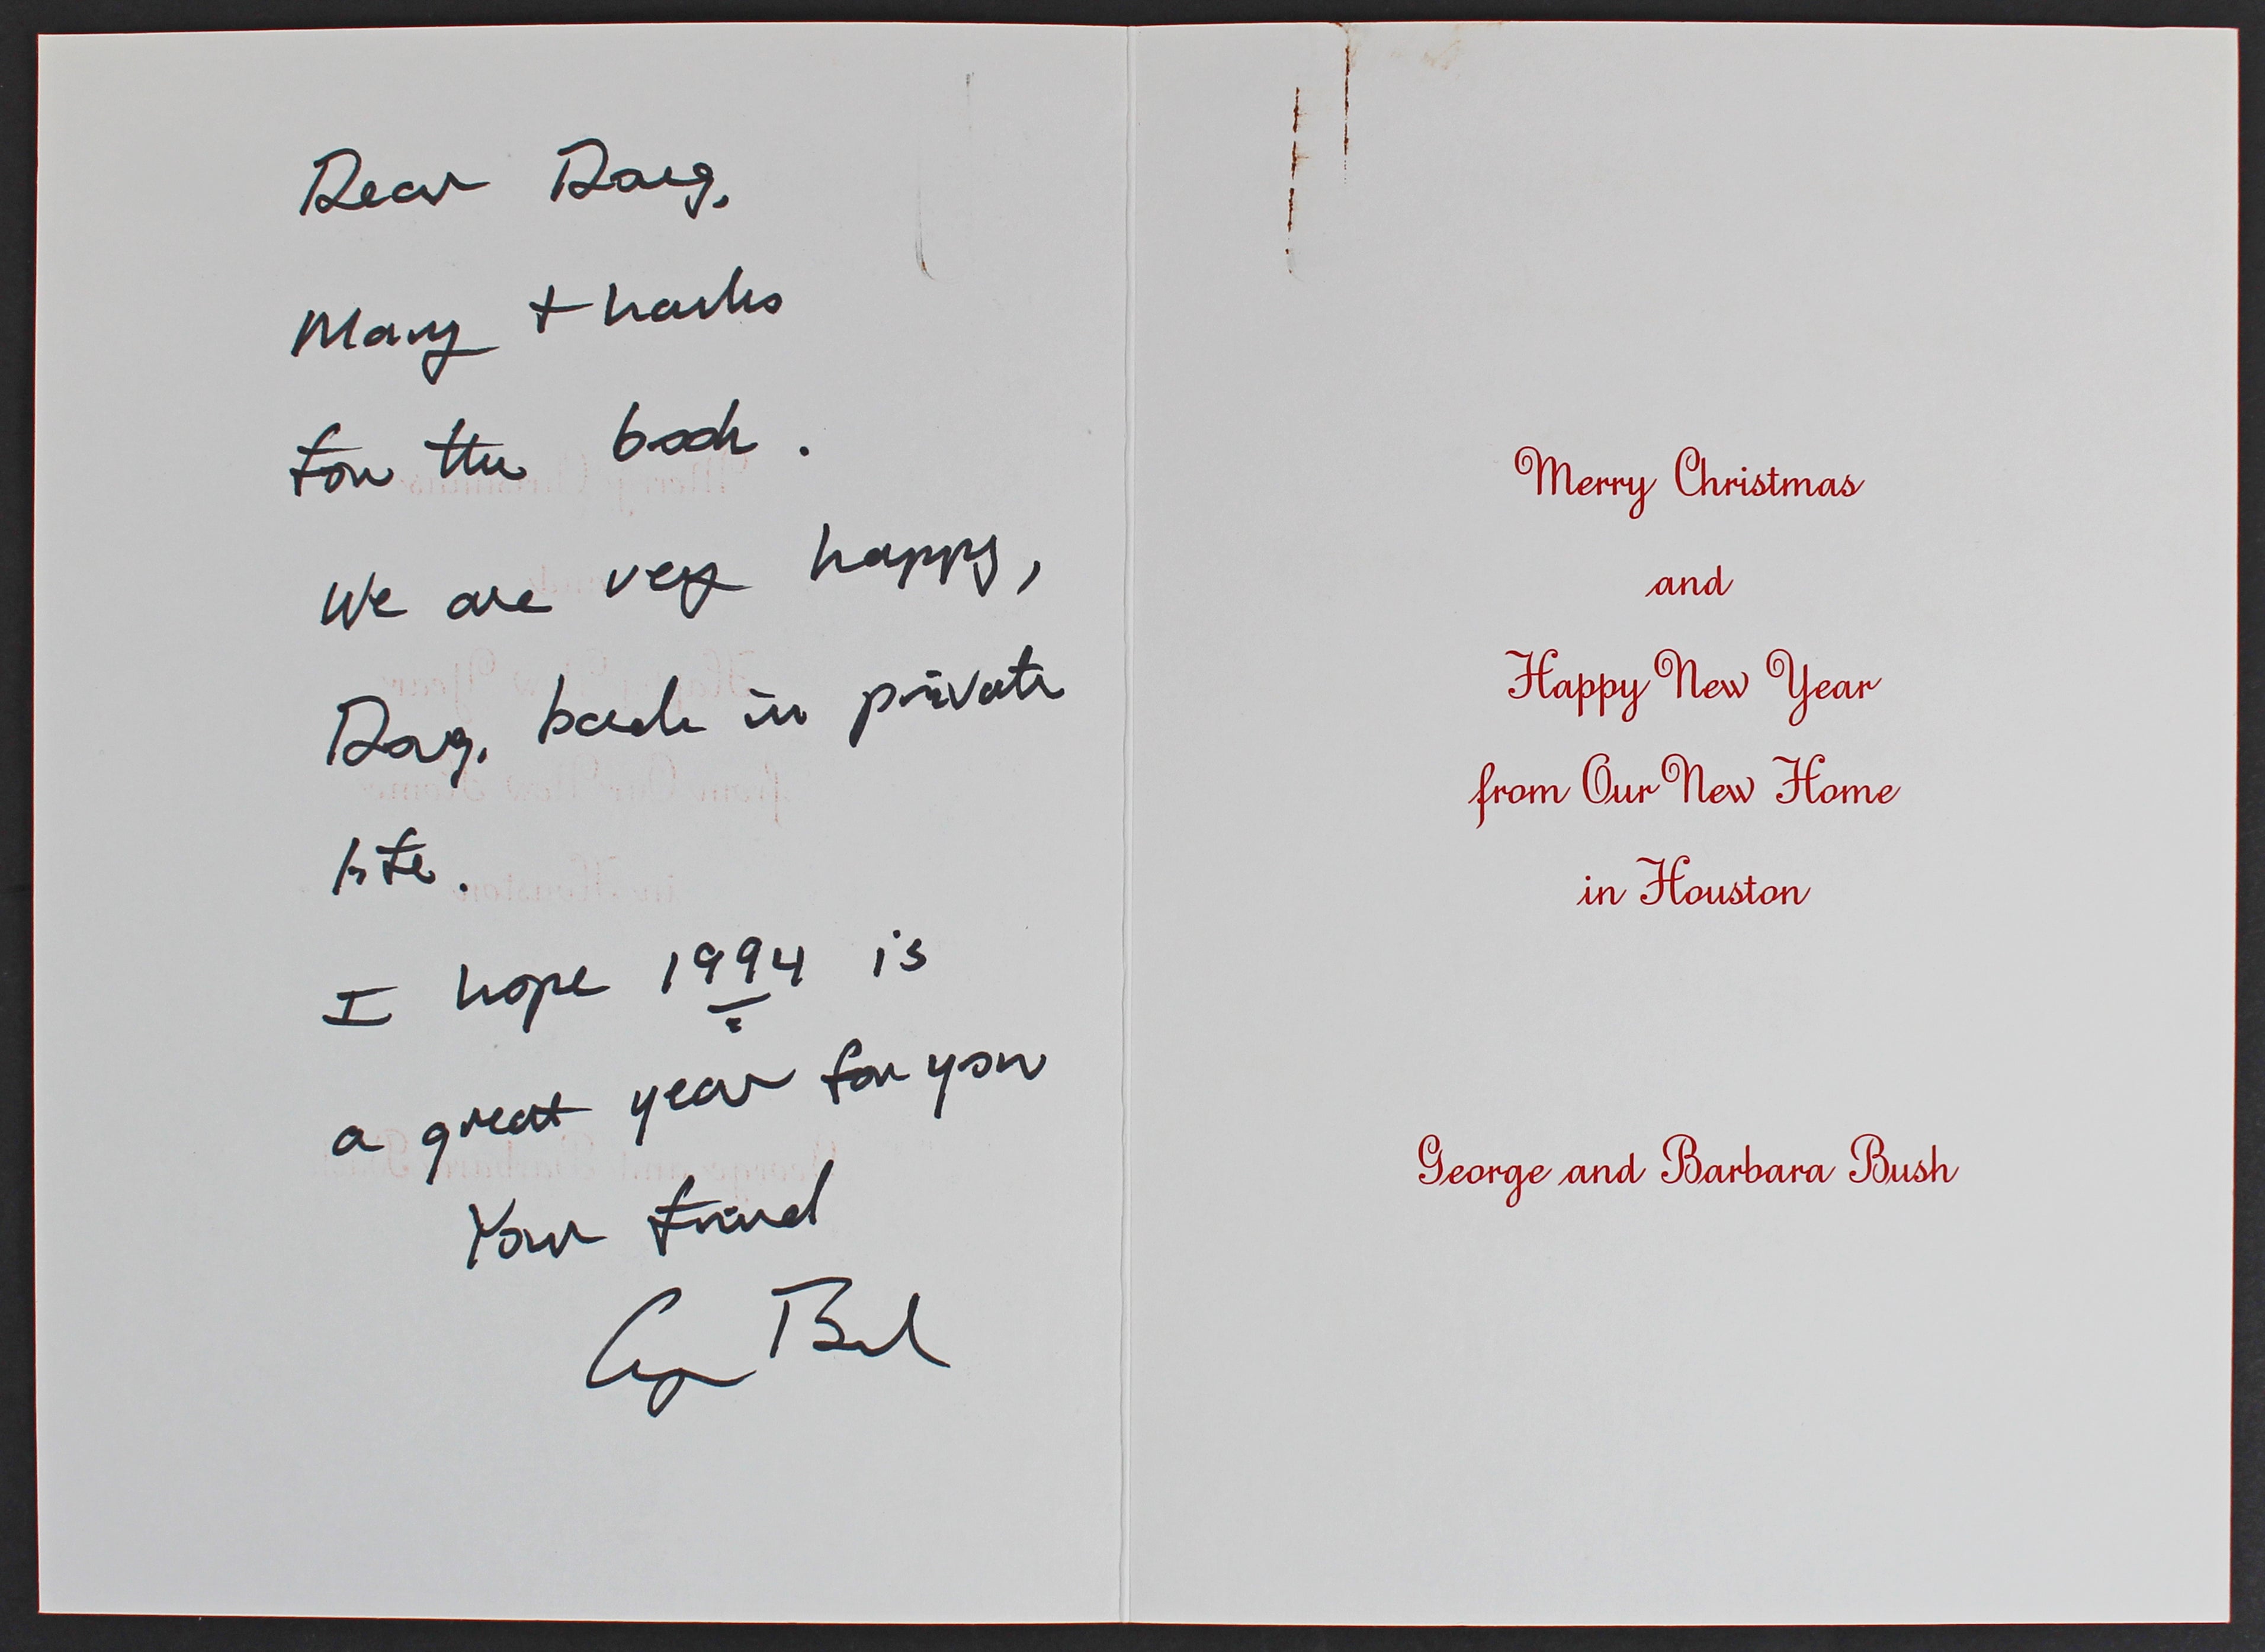 Dear Doug,
Many thanks
for the book.
We are very happy,
Doug, back in private
life.
I hope 1994 is
a great year for you
Your friend
George Bush
Merry Christmas
and
Happy New Year
from Our New Home
in Houston
George and Barbara Bush